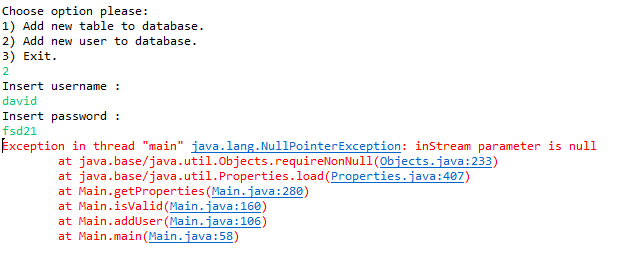 Choose option please:
1) Add new table to database.
2) Add new user to database.
3) Exit.
2
Insert username :
david
Insert password :
fsd21
Exception in thread "main" java.lang.NullPointerException: inStream parameter is null
at java.base/java.util.Objects.requireNonNull(Objects.java:233)
at java.base/java.util.Properties.load(Properties.java:407)
at Main.getProperties(Main.java:280)
at Main.isValid(Main.java:160)
at Main.addUser(Main.java:106)
at Main.main(Main.java:58)